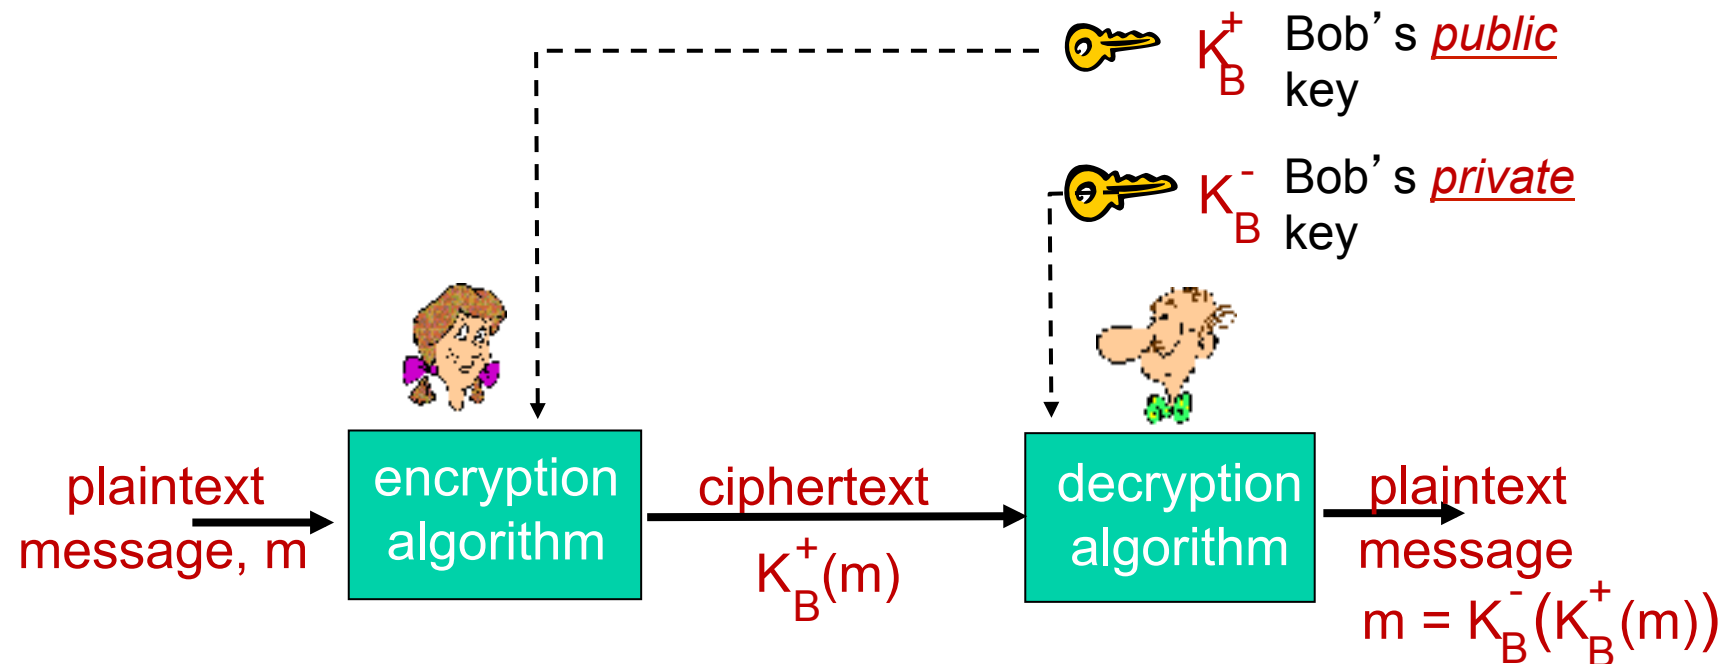 K_B^+ Bob's public
key
K_B^- Bob's private
key
plaintext
message, m
encryption
algorithm
ciphertext
K_B^+(m)
decryption
algorithm
plaintext
message
m = K_B^-(K_B^+(m))